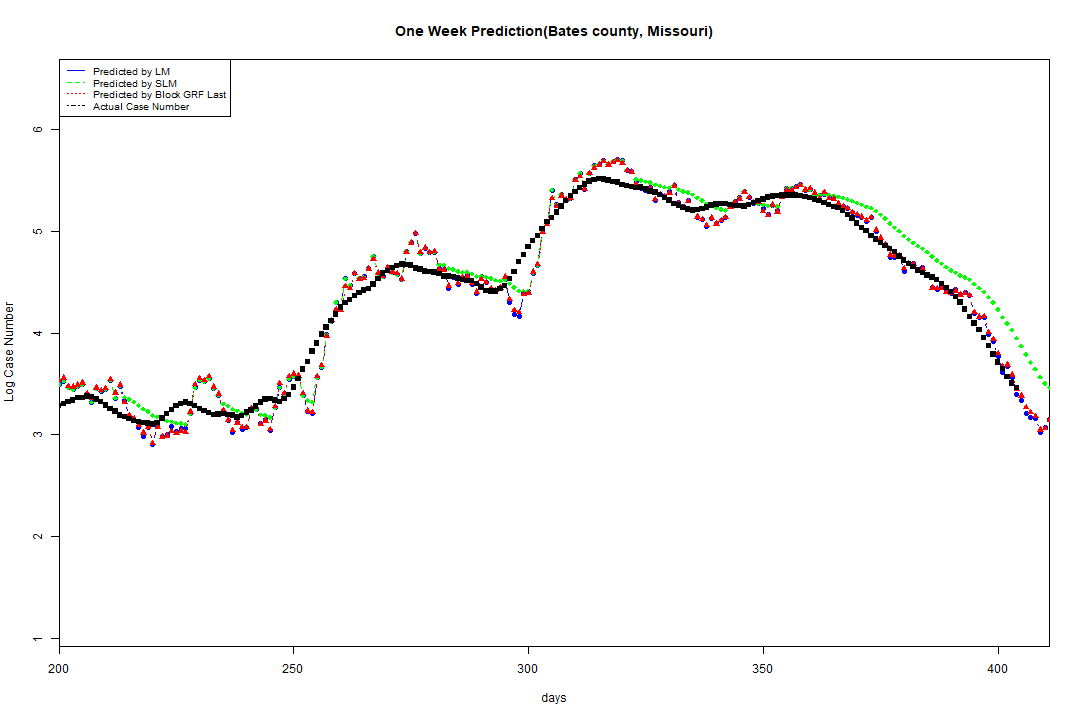 One Week Prediction(Bates county, Missouri)
Predicted by LM
Predicted by SLM
Predicted by Block GRF Last
Actual Case Number
Log Case Number
6
5
4
3
2
1
200
250
300
350
400
days